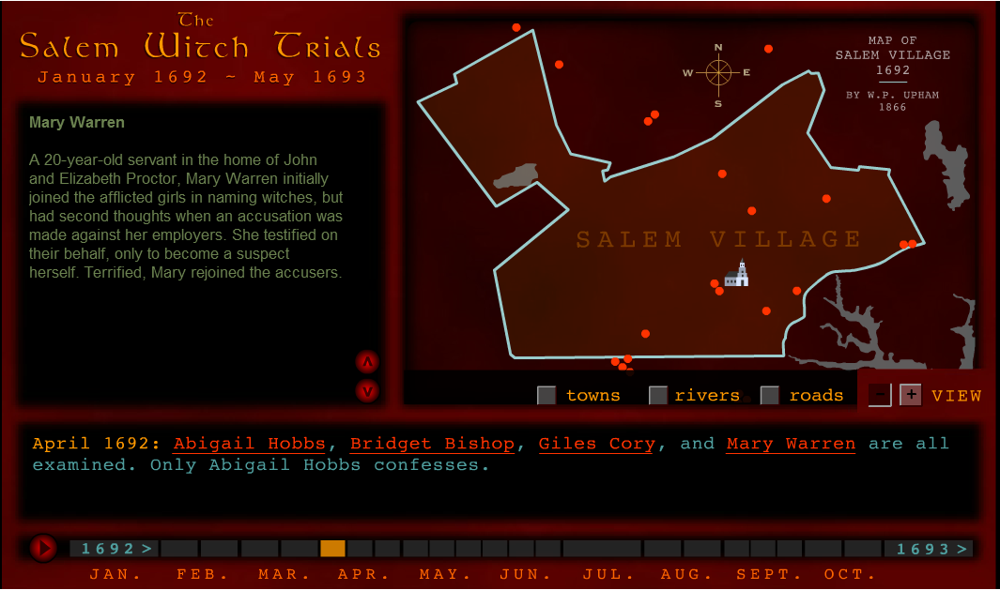 The
Salem Witch Trials
January 1692 ~ May 1693
Mary Warren
A 20-year-old servant in the home of John
and Elizabeth Proctor, Mary Warren initially
joined the afflicted girls in naming witches, but
had second thoughts when an accusation was
made against her employers. She testified on
their behalf, only to become a suspect
herself. Terrified, Mary rejoined the accusers.
N
W E
S
MAP OF
SALEM VILLAGE
1692
BY W.P. UPHAM
1866
SALEM VILLAGE
towns rivers roads - + VIEW
April 1692: Abigail Hobbs, Bridget Bishop, Giles Cory, and Mary Warren are all
examined. Only Abigail Hobbs confesses.
1692 > 1693 >
JAN. FEB. MAR. APR. MAY. JUN. JUL. AUG. SEPT. OCT.